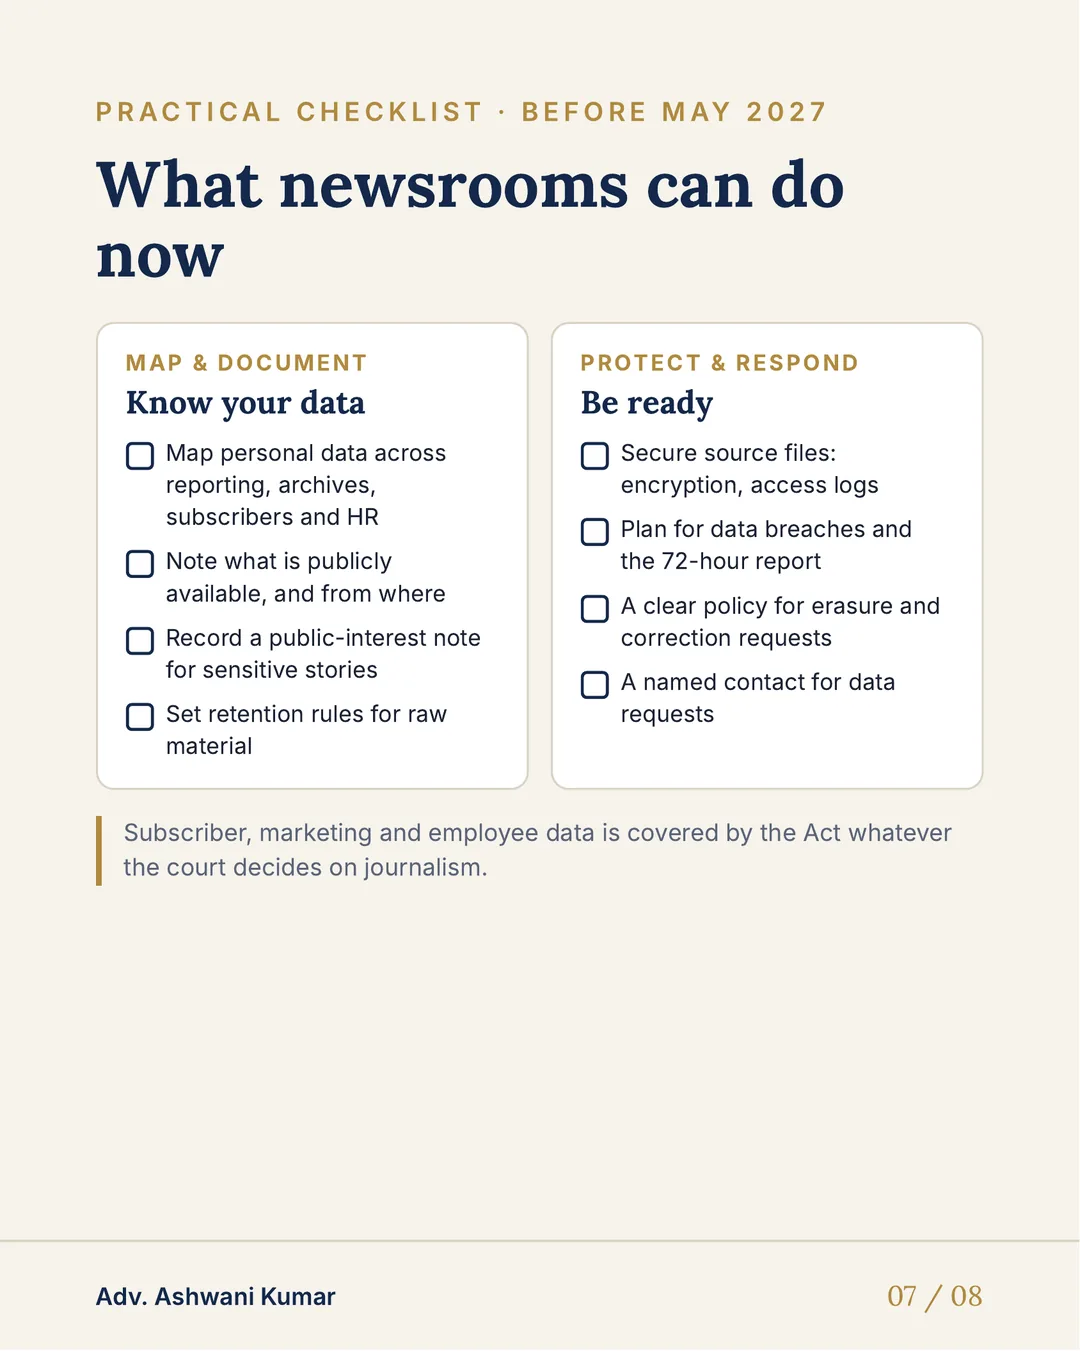 PRACTICAL CHECKLIST · BEFORE MAY 2027
What newsrooms can do
now
MAP & DOCUMENT
Know your data
Map personal data across
reporting, archives,
subscribers and HR
Note what is publicly
available, and from where
Record a public-interest note
for sensitive stories
Set retention rules for raw
material
PROTECT & RESPOND
Be ready
Secure source files:
encryption, access logs
Plan for data breaches and
the 72-hour report
A clear policy for erasure and
correction requests
A named contact for data
requests
Subscriber, marketing and employee data is covered by the Act whatever
the court decides on journalism.
Adv. Ashwani Kumar
07 / 08